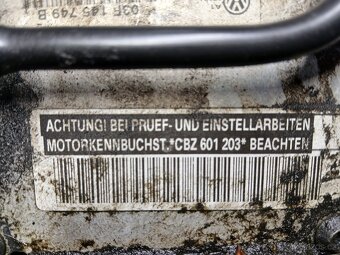 03F 145 749 B
ACHTUNG! BEI PRUEF- UND EINSTELLARBEITEN
MOTORKENNBUCHST.*CBZ 601 203* BEACHTEN